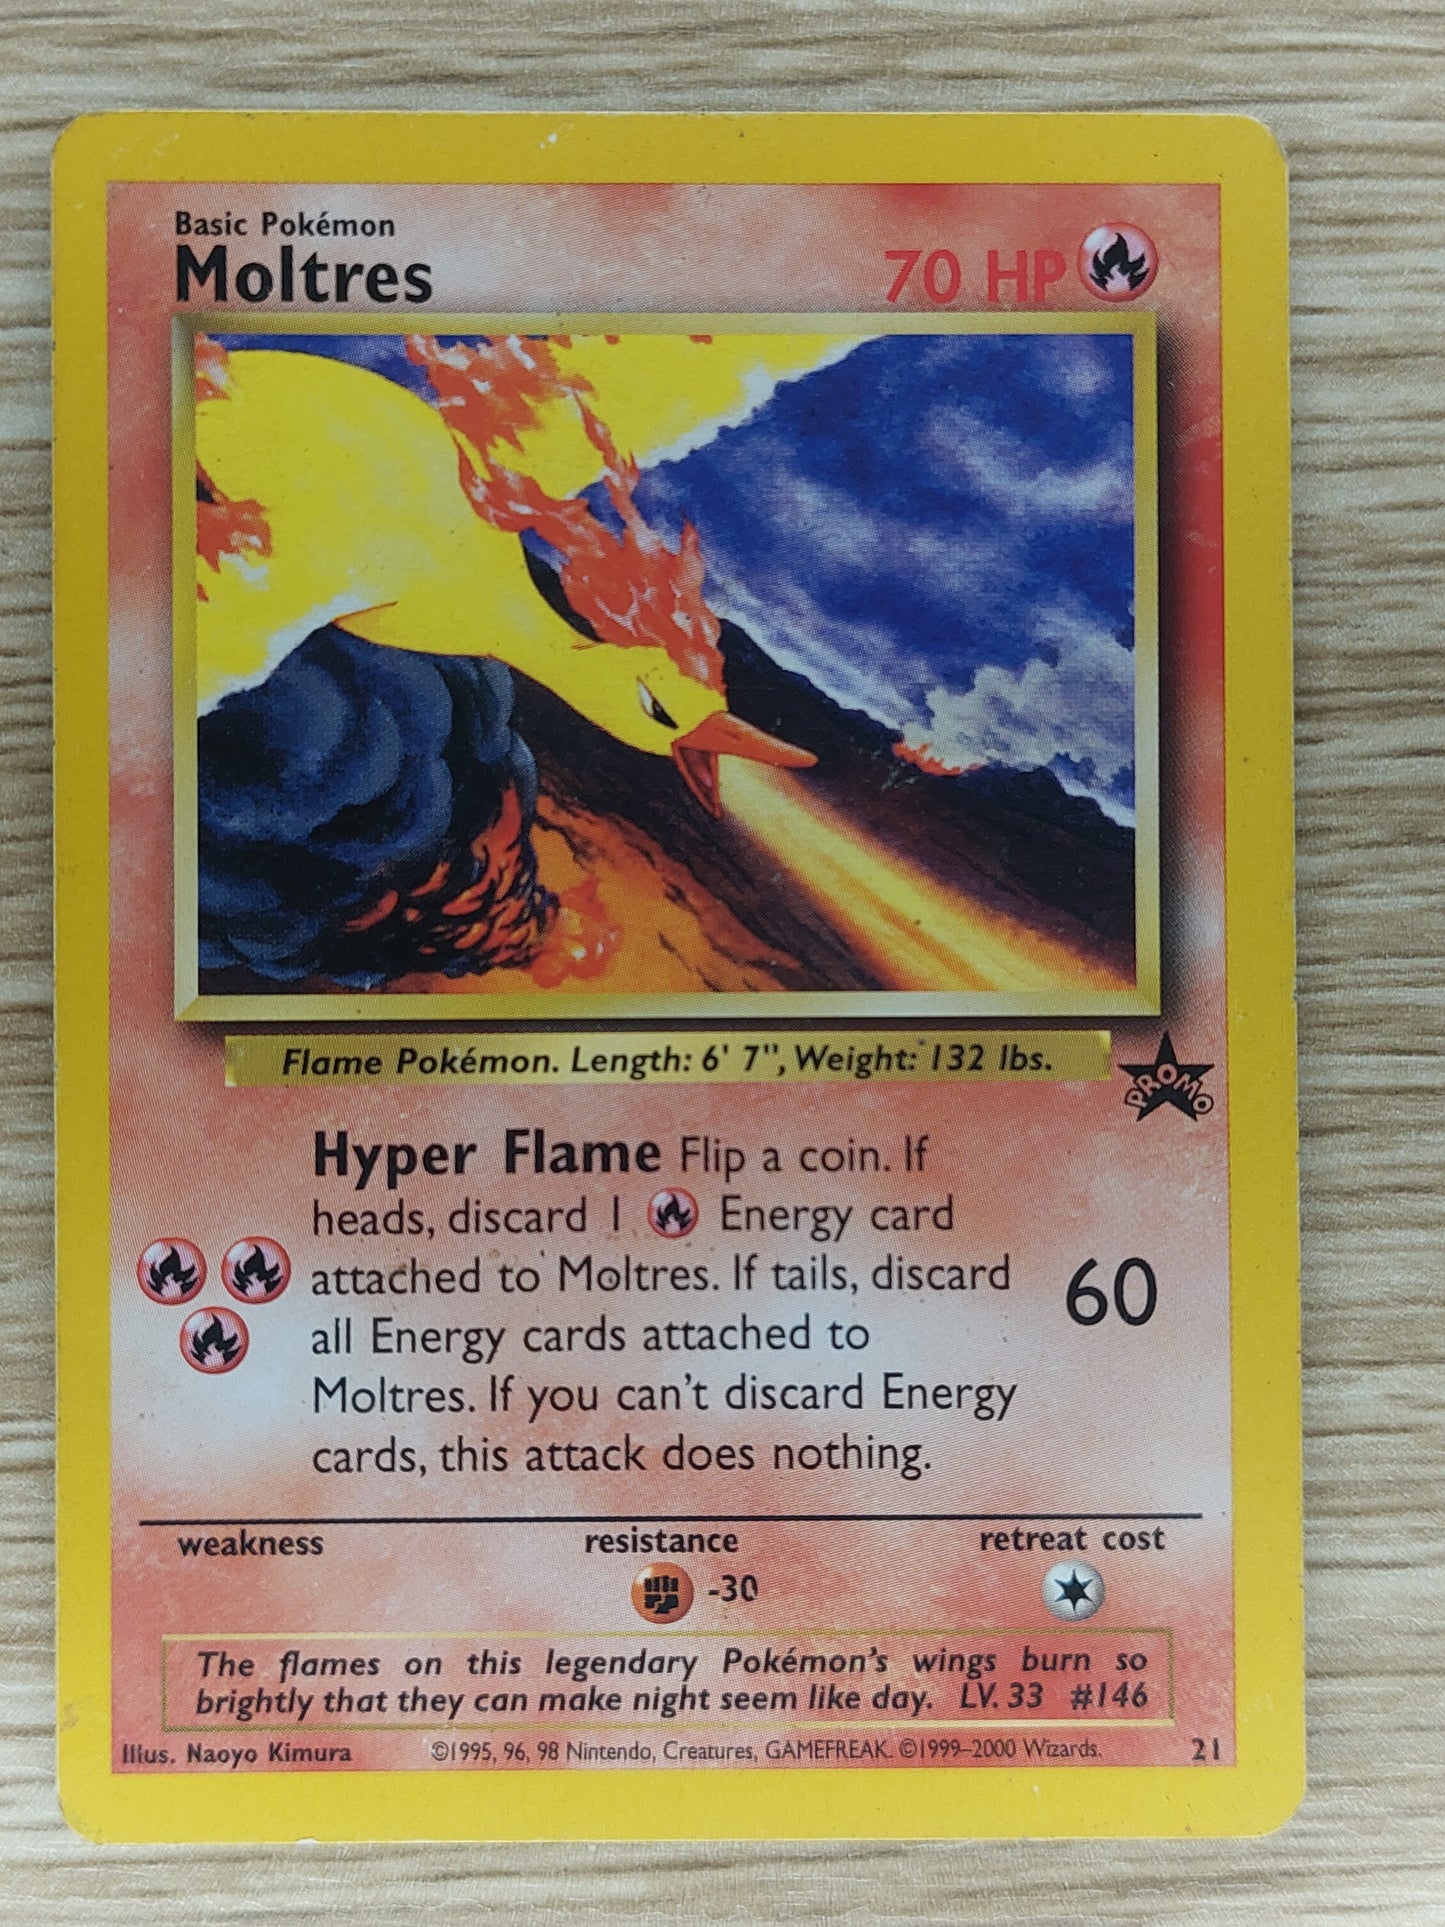 Basic Pokémon
Moltres
70 HP
Flame Pokémon. Length: 6' 7", Weight: 132 lbs.
PROMO
Hyper Flame Flip a coin. If
heads, discard 1 Energy card
attached to Moltres. If tails, discard
all Energy cards attached to
Moltres. If you can't discard Energy
cards, this attack does nothing.
60
weakness resistance retreat cost
-30
The flames on this legendary Pokémon's wings burn so
brightly that they can make night seem like day. LV. 33 #146
Illus. Naoyo Kimura ©1995, 96, 98 Nintendo, Creatures, GAMEFREAK. ©1999–2000 Wizards. 21